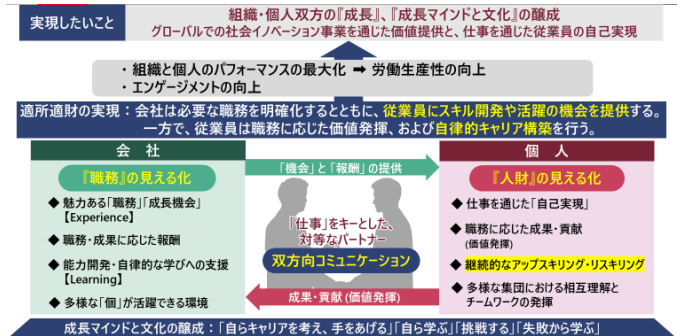 実現したいこと
組織・個人双方の『成長』、『成長マインドと文化』の醸成
グローバルでの社会イノベーション事業を通じた価値提供と、仕事を通じた従業員の自己実現
・組織と個人のパフォーマンスの最大化 ➡ 労働生産性の向上
・エンゲージメントの向上
適所適財の実現：会社は必要な職務を明確化するとともに、従業員にスキル開発や活躍の機会を提供する。
一方で、従業員は職務に応じた価値発揮、および自律的キャリア構築を行う。
会 社
『職務』の見える化
◆ 魅力ある「職務」「成長機会」
【Experience】
◆ 職務・成果に応じた報酬
◆ 能力開発・自律的な学びへの支援
【Learning】
◆ 多様な「個」が活躍できる環境
「機会」と「報酬」の提供
「仕事」をキーとした、
対等なパートナー
双方向コミュニケーション
成果・貢献 (価値発揮)
個 人
『人財』の見える化
◆ 仕事を通じた「自己実現」
◆ 職務に応じた成果・貢献
(価値発揮)
◆ 継続的なアップスキリング・リスキリング
◆ 多様な集団における相互理解と
チームワークの発揮
成長マインドと文化の醸成：「自らキャリアを考え、手をあげる」「自ら学ぶ」「挑戦する」「失敗から学ぶ」